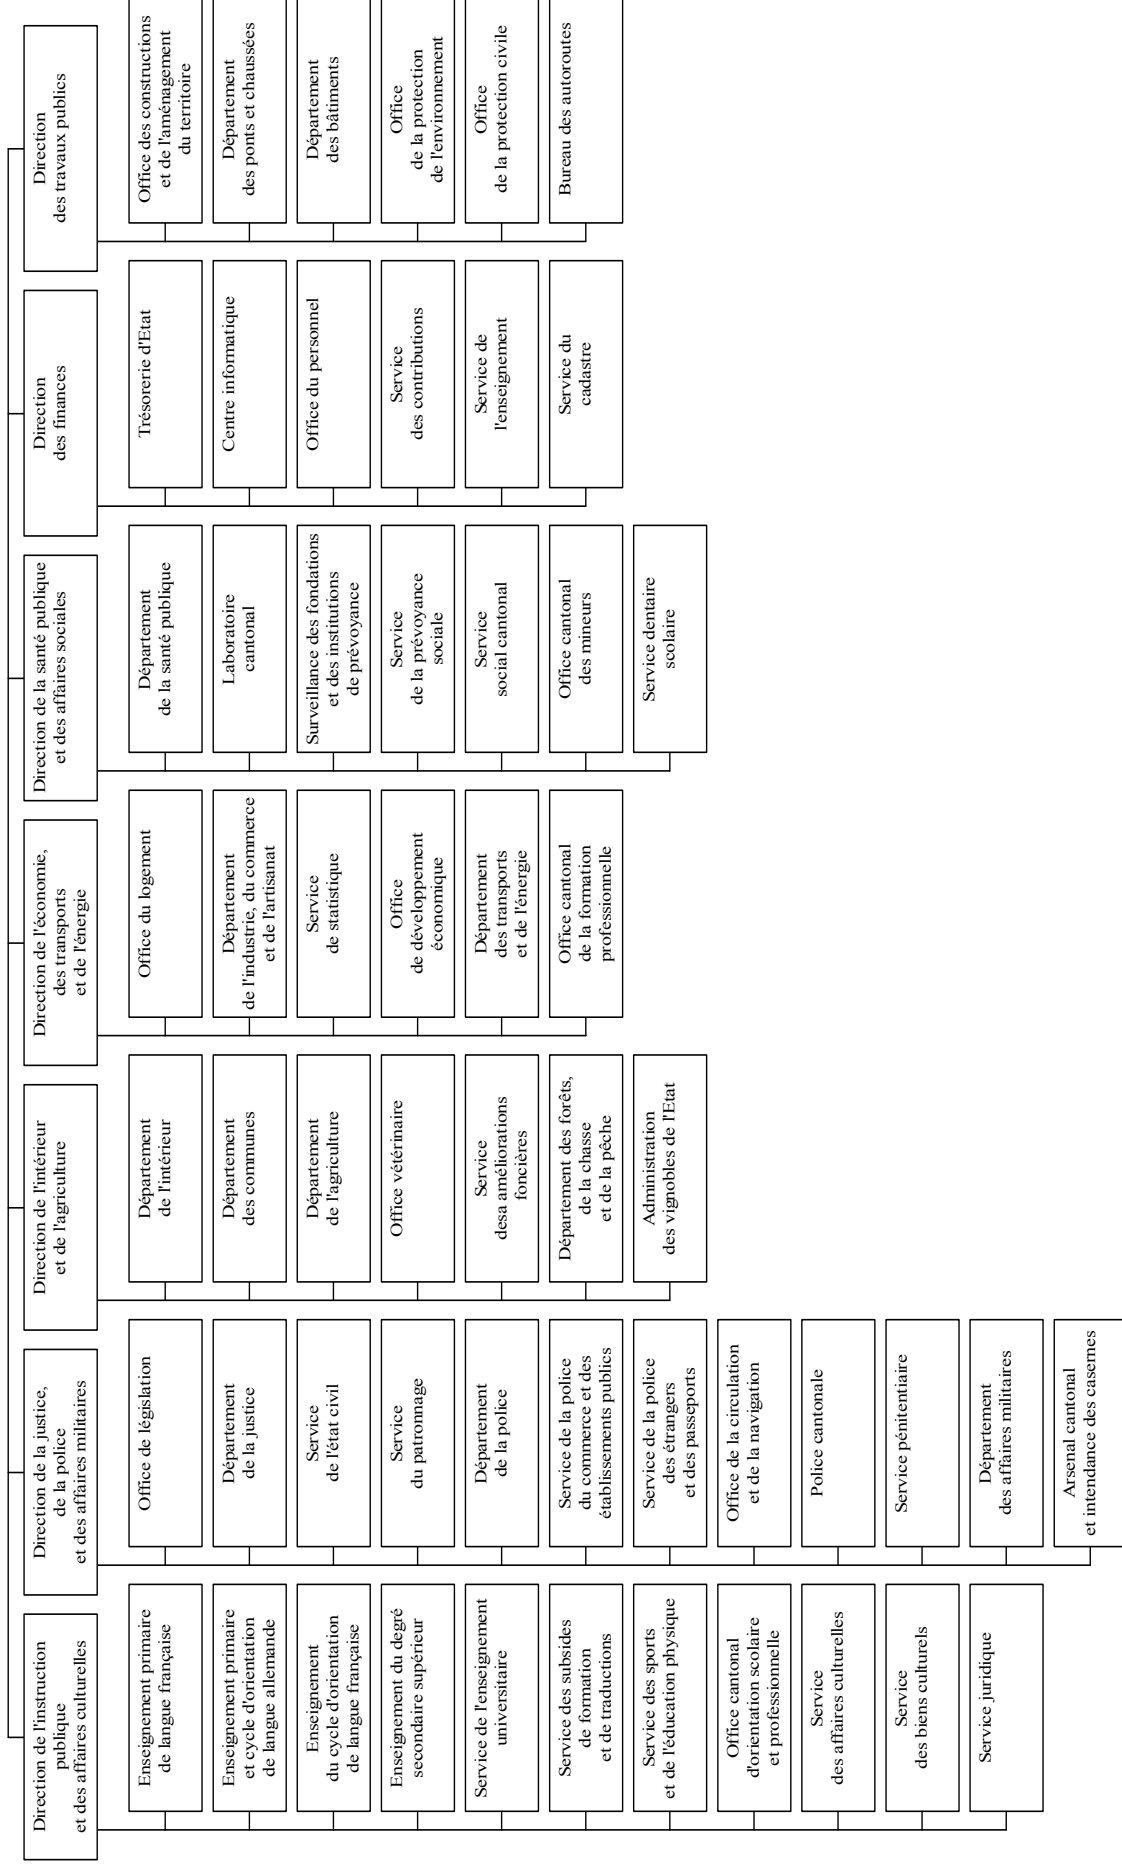 Direction de l'instruction
publique
et des affaires culturelles
Enseignement primaire
de langue française
Enseignement primaire
et cycle d'orientation
de langue allemande
Enseignement
du cycle d'orientation
de langue française
Enseignement du degré
secondaire supérieur
Service de l'enseignement
universitaire
Service des subsides
de formation
et de traductions
Service des sports
et de l'éducation physique
Office cantonal
d'orientation scolaire
et professionnelle
Service
des affaires culturelles
Service
des biens culturels
Service juridique
Direction de la justice,
de la police
et des affaires militaires
Office de législation
Département
de la justice
Service
de l'état civil
Service
du patronnage
Département
de la police
Service de la police
du commerce et des
établissements publics
Service de la police
des étrangers
et des passeports
Office de la circulation
et de la navigation
Police cantonale
Service pénitentiaire
Département
des affaires militaires
Arsenal cantonal
et intendance des casernes
Direction de l'intérieur
et de l'agriculture
Département
de l'intérieur
Département
des communes
Département
de l'agriculture
Office vétérinaire
Service
desa améliorations
foncières
Département des forêts,
de la chasse
et de la pêche
Administration
des vignobles de l'Etat
Direction de l'économie,
des transports
et de l'énergie
Office du logement
Département
de l'industrie, du commerce
et de l'artisanat
Service
de statistique
Office
de développement
économique
Département
des transports
et de l'énergie
Office cantonal
de la formation
professionnelle
Direction de la santé publique
et des affaires sociales
Département
de la santé publique
Laboratoire
cantonal
Surveillance des fondations
et des institutions
de prévoyance
Service
de la prévoyance
sociale
Service
social cantonal
Office cantonal
des mineurs
Service dentaire
scolaire
Direction
des finances
Trésorerie d'Etat
Centre informatique
Office du personnel
Service
des contributions
Service de
l'enseignement
Service du
cadastre
Direction
des travaux publics
Office des constructions
et de l'aménagement
du territoire
Département
des ponts et chaussées
Département
des bâtiments
Office
de la protection
de l'environnement
Office
de la protection civile
Bureau des autoroutes